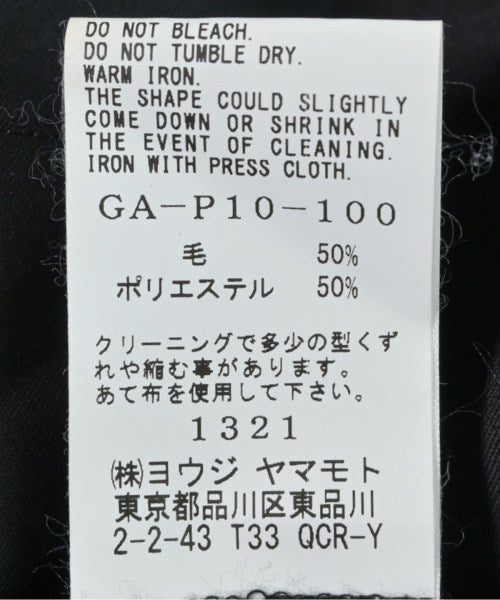 DO NOT BLEACH.
DO NOT TUMBLE DRY.
WARM IRON.
THE SHAPE COULD SLIGHTLY
COME DOWN OR SHRINK IN
THE EVENT OF CLEANING.
IRON WITH PRESS CLOTH.
GA-P10-100
毛 50%
ポリエステル 50%
クリーニングで多少の型くず
れや縮む事があります。
あて布を使用して下さい。
1321
㈱ヨウジ ヤマモト
東京都品川区東品川
2-2-43 T33 QCR-Y